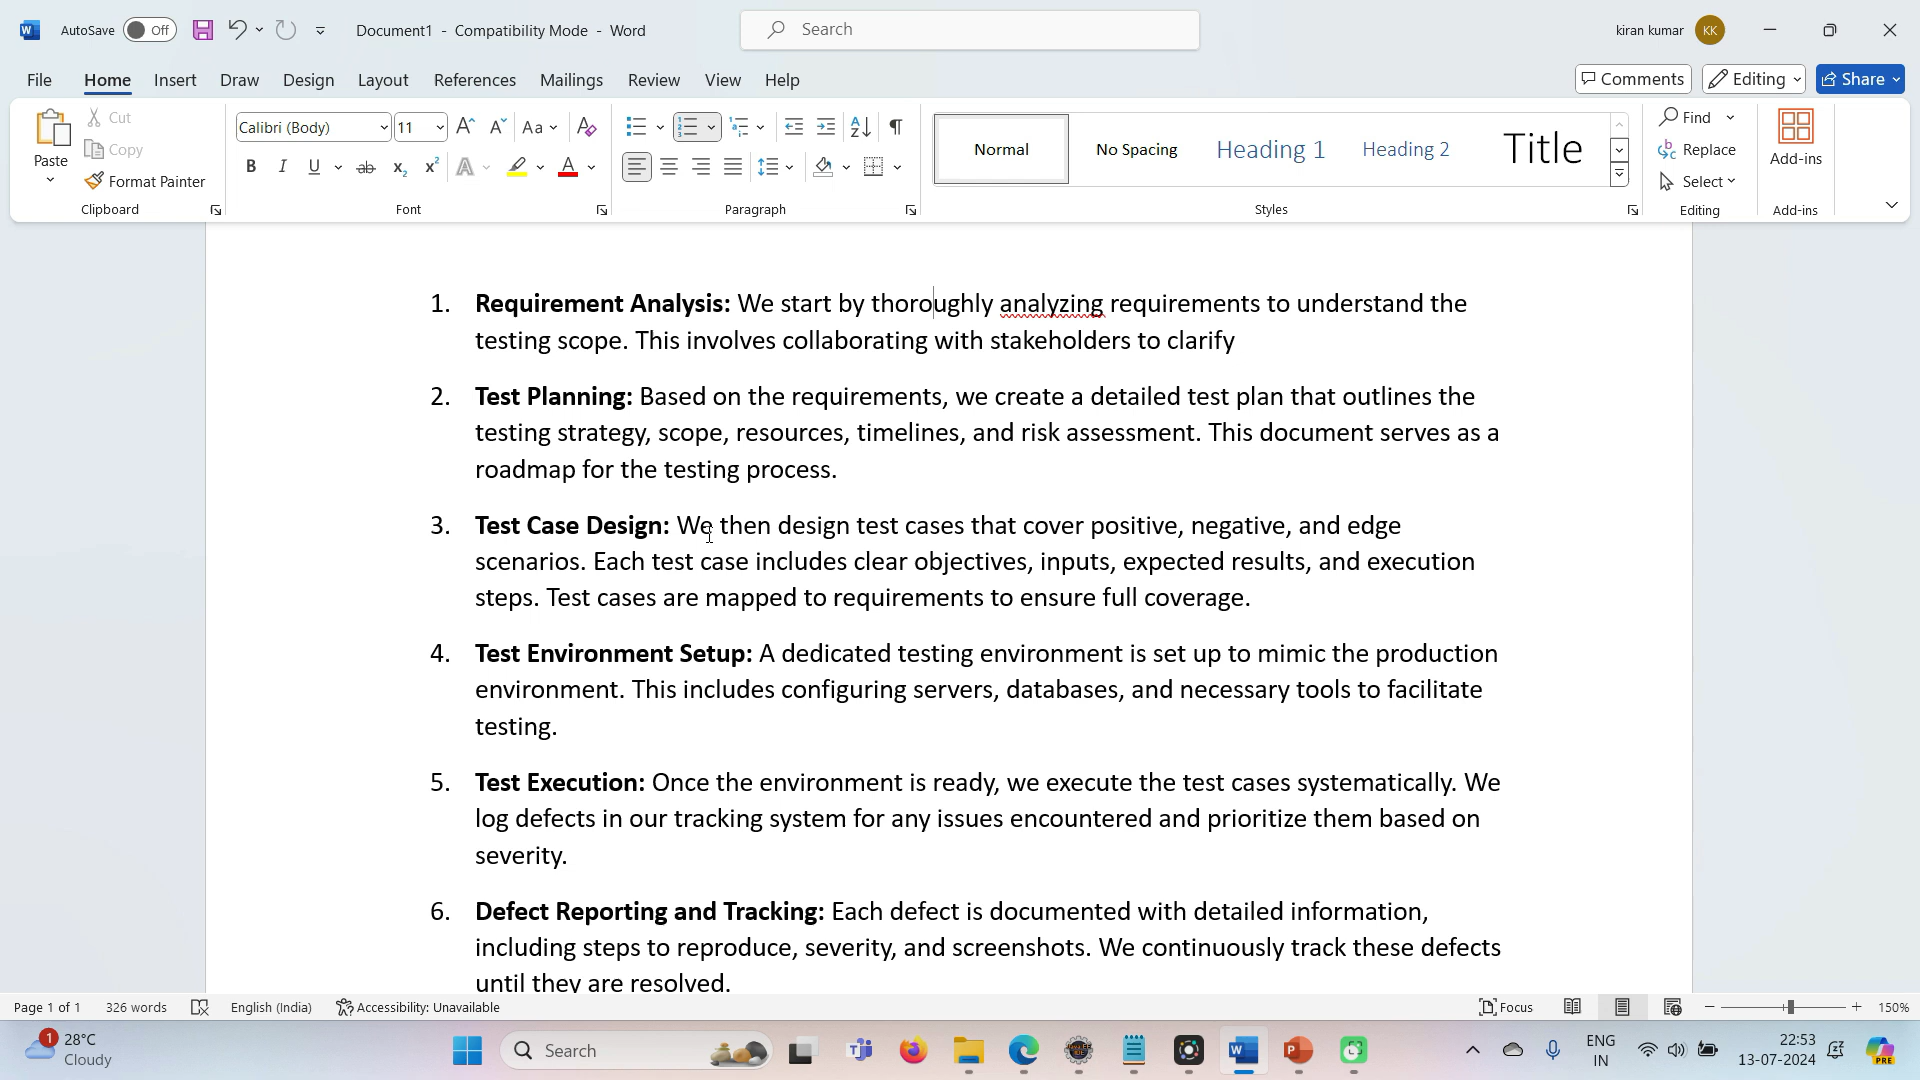 AutoSave Off Document1 - Compatibility Mode - Word Search kiran kumar KK
File Home Insert Draw Design Layout References Mailings Review View Help Comments Editing Share
Paste Cut Copy Format Painter Clipboard
Calibri (Body) 11 Font
Paragraph
Normal No Spacing Heading 1 Heading 2 Title Styles
Find Replace Select Editing
Add-ins Add-ins
1. Requirement Analysis: We start by thoroughly analyzing requirements to understand the
testing scope. This involves collaborating with stakeholders to clarify
2. Test Planning: Based on the requirements, we create a detailed test plan that outlines the
testing strategy, scope, resources, timelines, and risk assessment. This document serves as a
roadmap for the testing process.
3. Test Case Design: We then design test cases that cover positive, negative, and edge
scenarios. Each test case includes clear objectives, inputs, expected results, and execution
steps. Test cases are mapped to requirements to ensure full coverage.
4. Test Environment Setup: A dedicated testing environment is set up to mimic the production
environment. This includes configuring servers, databases, and necessary tools to facilitate
testing.
5. Test Execution: Once the environment is ready, we execute the test cases systematically. We
log defects in our tracking system for any issues encountered and prioritize them based on
severity.
6. Defect Reporting and Tracking: Each defect is documented with detailed information,
including steps to reproduce, severity, and screenshots. We continuously track these defects
until they are resolved.
Page 1 of 1 326 words English (India) Accessibility: Unavailable Focus 150%
1 28°C
Cloudy
Search
ENG
IN
22:53
13-07-2024
PRE